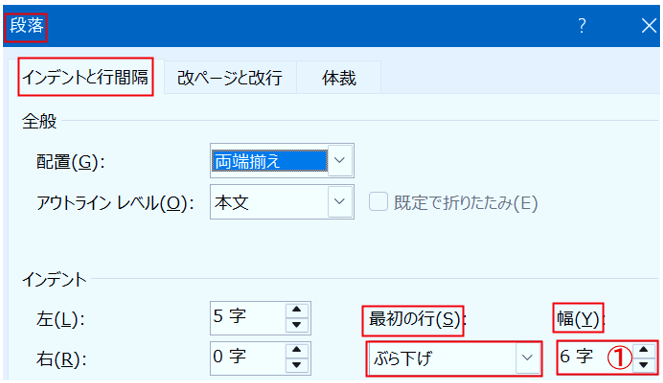 段落 ? ×
インデントと行間隔 改ページと改行 体裁
全般
配置(G): 両端揃え
アウトライン レベル(O): 本文 既定で折りたたみ(E)
インデント
左(L): 5 字 最初の行(S): 幅(Y):
右(R): 0 字 ぶら下げ 6 字 ①